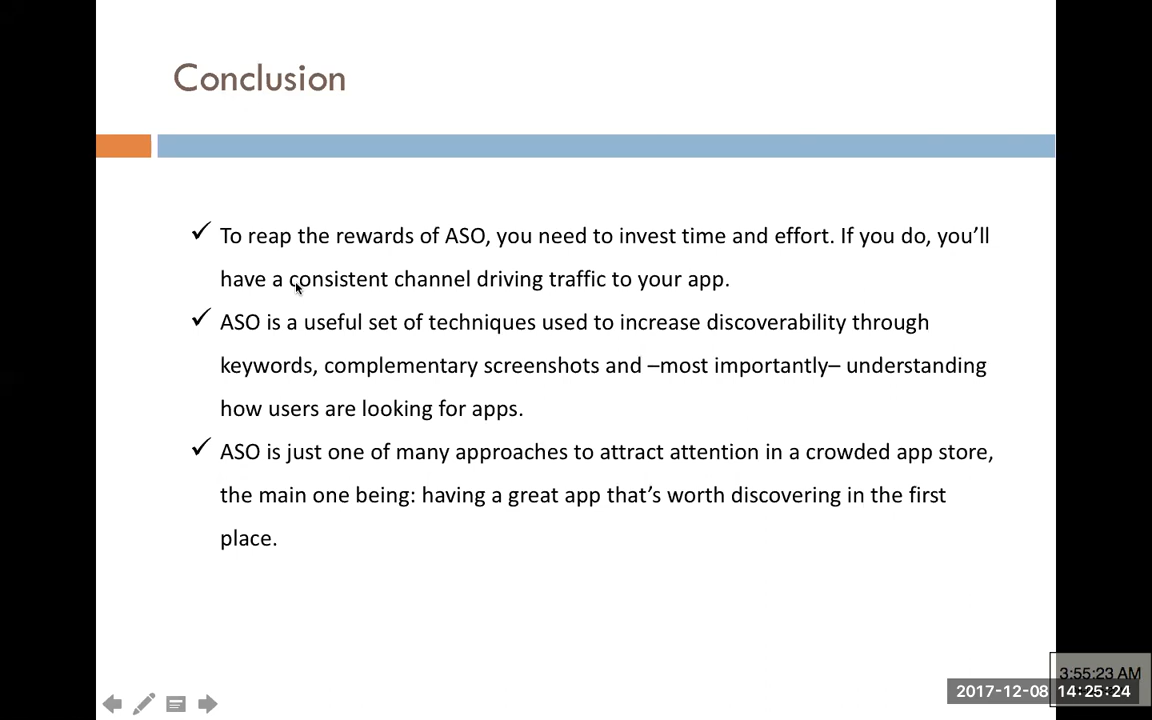 Conclusion
✓ To reap the rewards of ASO, you need to invest time and effort. If you do, you’ll
have a consistent channel driving traffic to your app.
✓ ASO is a useful set of techniques used to increase discoverability through
keywords, complementary screenshots and –most importantly– understanding
how users are looking for apps.
✓ ASO is just one of many approaches to attract attention in a crowded app store,
the main one being: having a great app that’s worth discovering in the first
place.
3:55:23 AM
2017-12-08 14:25:24